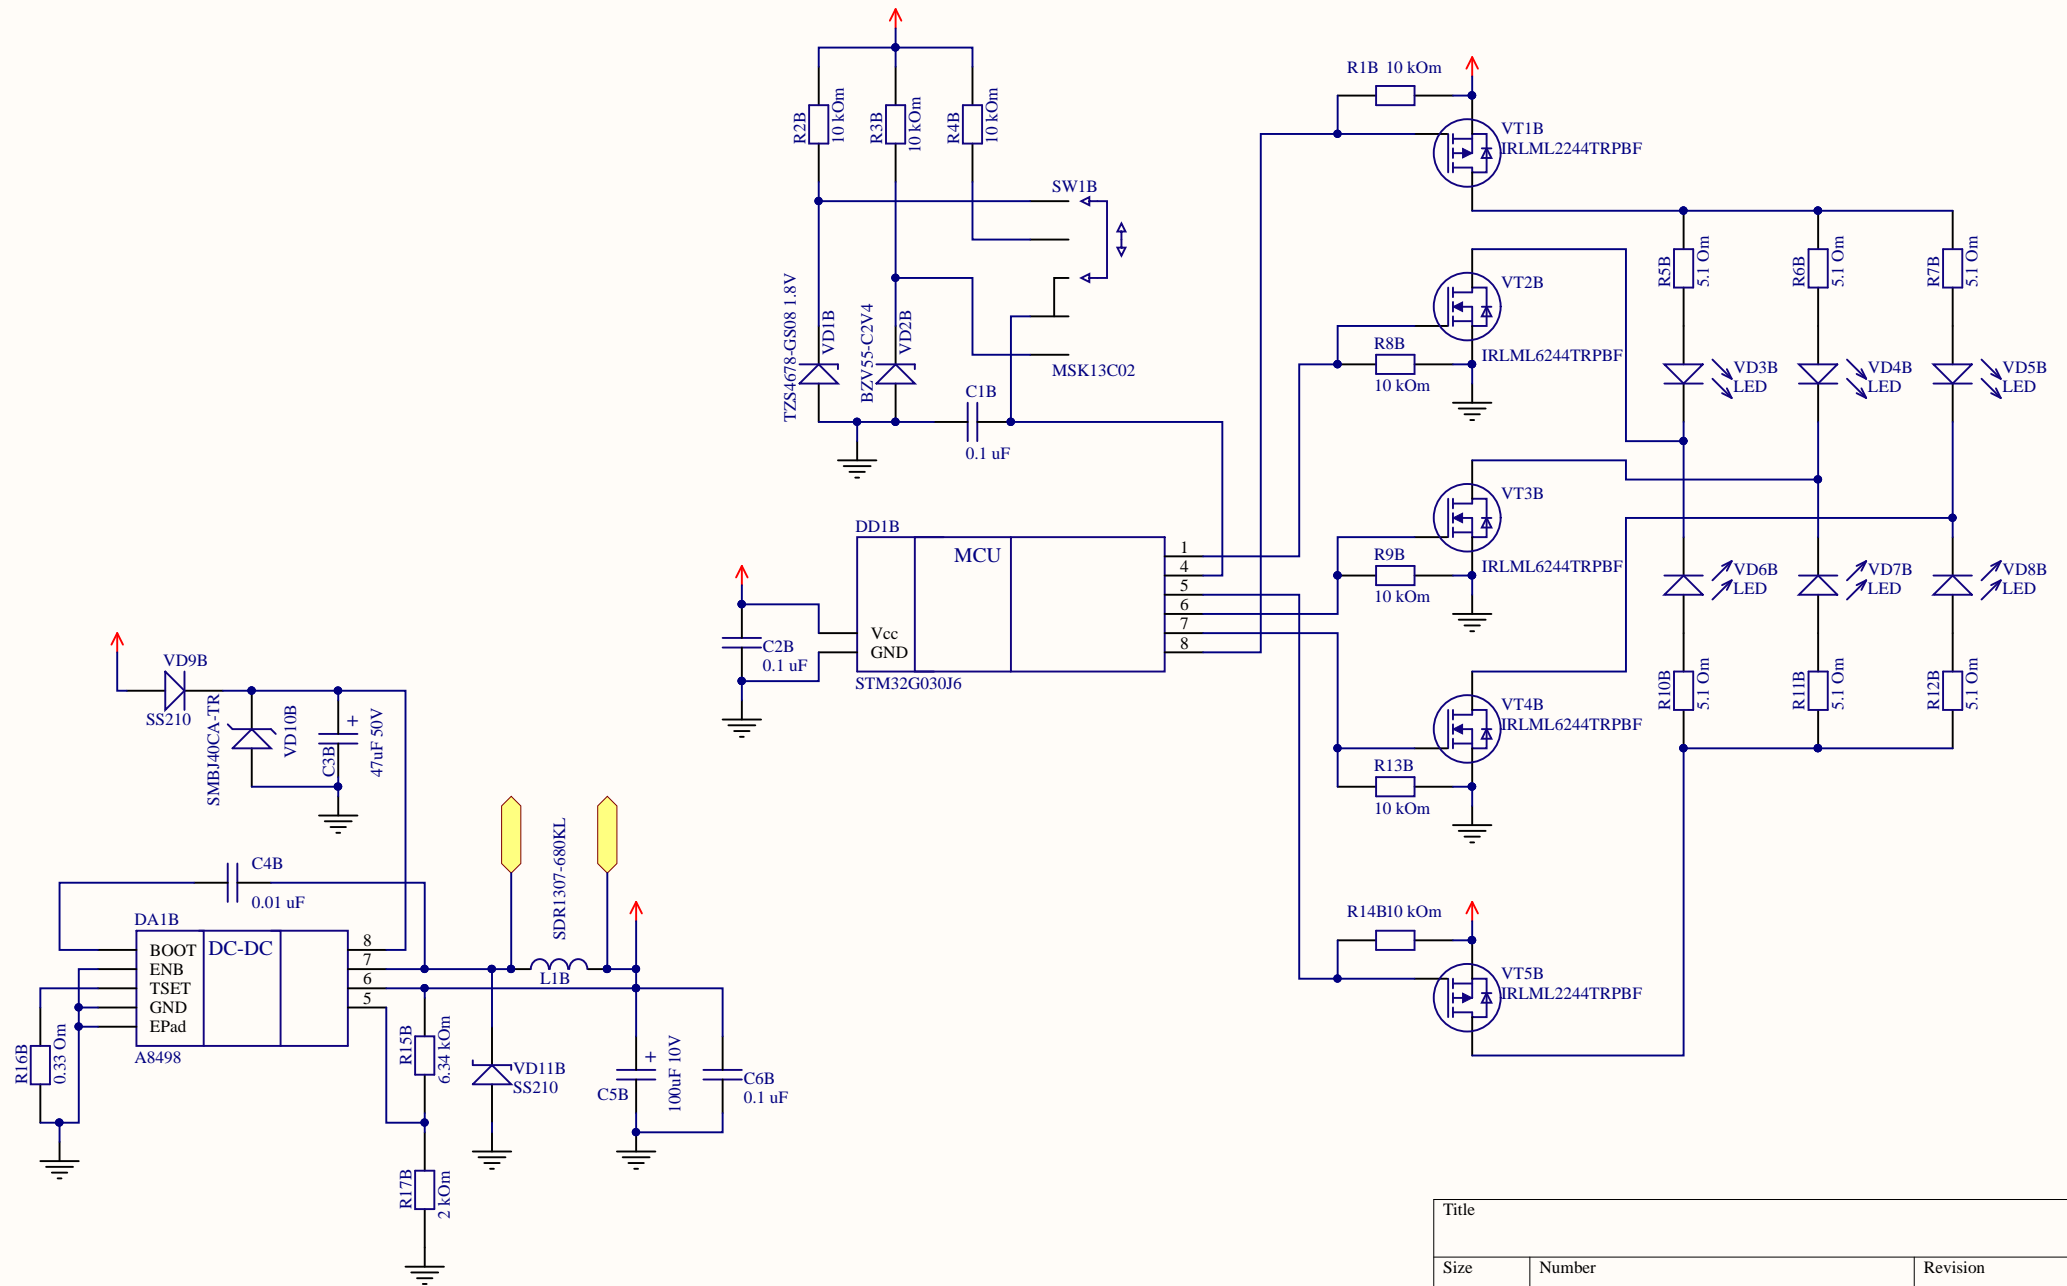 R2B
10 kOm
R3B
10 kOm
R4B
10 kOm
SW1B
MSK13C02
TZS4678-GS08 1.8V
VD1B
BZV55-C2V4
VD2B
C1B
0.1 uF
R1B 10 kOm
VT1B
IRLML2244TRPBF
VT2B
IRLML6244TRPBF
R8B
10 kOm
VT3B
IRLML6244TRPBF
R9B
10 kOm
VT4B
IRLML6244TRPBF
R13B
10 kOm
R14B 10 kOm
VT5B
IRLML2244TRPBF
R5B
5.1 Om
R6B
5.1 Om
R7B
5.1 Om
VD3B
LED
VD4B
LED
VD5B
LED
VD6B
LED
VD7B
LED
VD8B
LED
R10B
5.1 Om
R11B
5.1 Om
R12B
5.1 Om
DD1B
MCU
Vcc
GND
1
4
5
6
7
8
STM32G030J6
C2B
0.1 uF
VD9B
SS210
SMBJ40CA-TR
VD10B
C3B
+
47uF 50V
C4B
0.01 uF
DA1B
DC-DC
BOOT
ENB
TSET
GND
EPad
8
7
6
5
A8498
R16B
0.33 Om
R15B
6.34 kOm
R17B
2 kOm
VD11B
SS210
SDR1307-680KL
L1B
C5B
+
100uF 10V
C6B
0.1 uF
Title
Size
Number
Revision